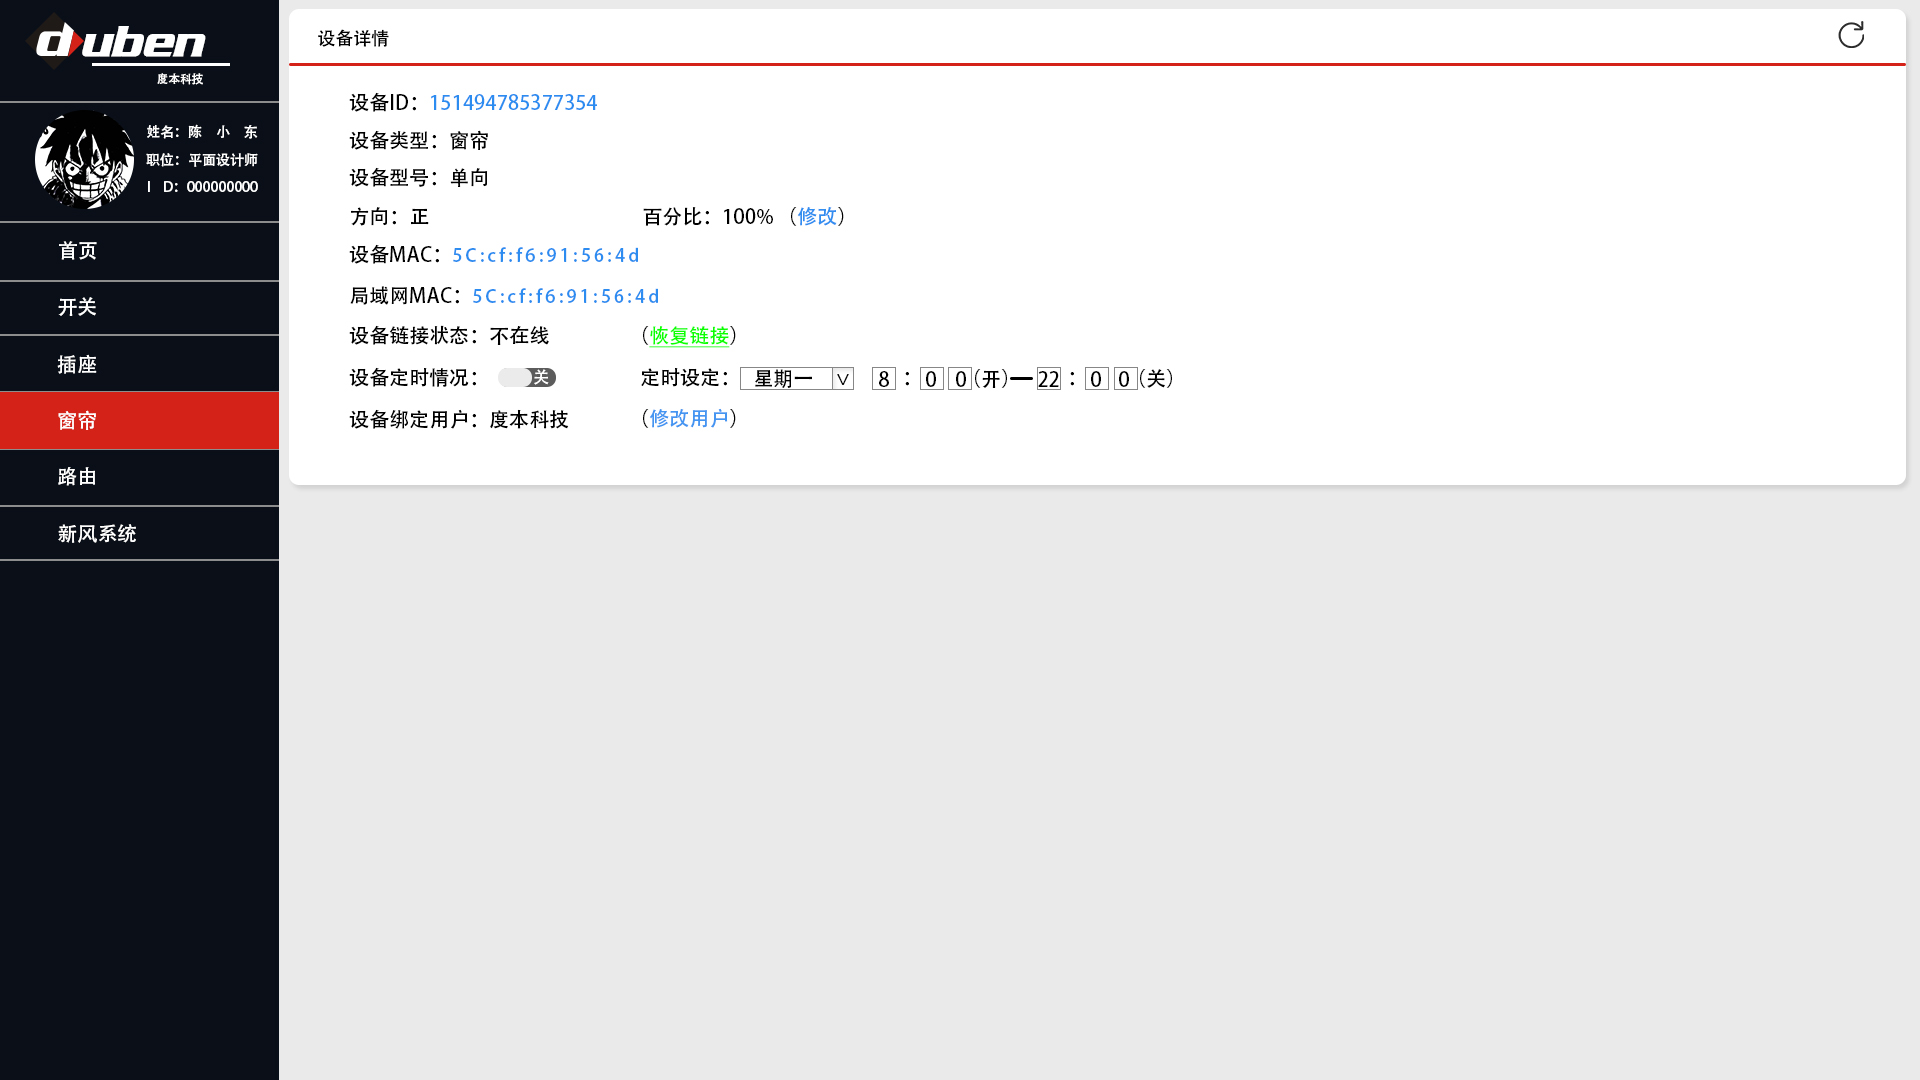 duben
度本科技
姓名：陈 小 东
职位：平面设计师
I D：000000000
首页
开关
插座
窗帘
路由
新风系统
设备详情
设备ID：151494785377354
设备类型：窗帘
设备型号：单向
方向：正 百分比：100%（修改）
设备MAC：5C:cf:f6:91:56:4d
局域网MAC：5C:cf:f6:91:56:4d
设备链接状态：不在线 （恢复链接）
设备定时情况： 关 定时设定：星期一 V 8：0 0(开)—22：0 0(关)
设备绑定用户：度本科技 （修改用户）